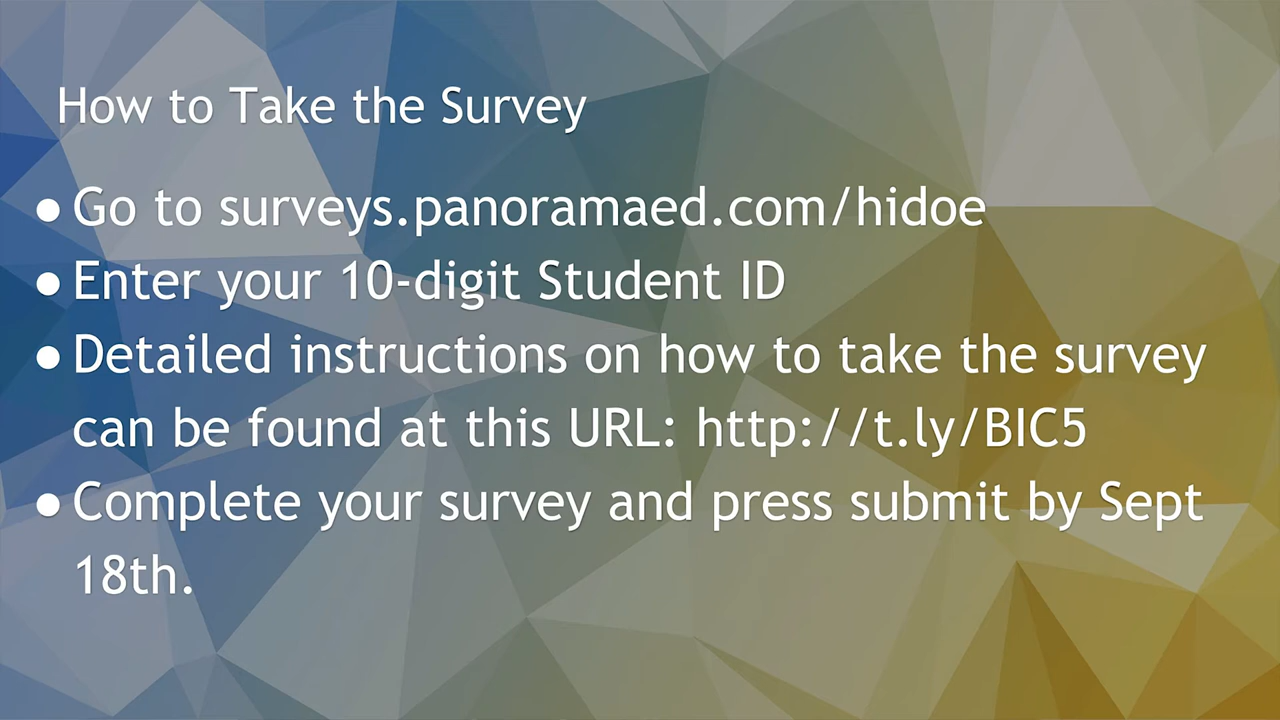 How to Take the Survey
● Go to surveys.panoramaed.com/hidoe
● Enter your 10-digit Student ID
● Detailed instructions on how to take the survey
can be found at this URL: http://t.ly/BIC5
● Complete your survey and press submit by Sept
18th.